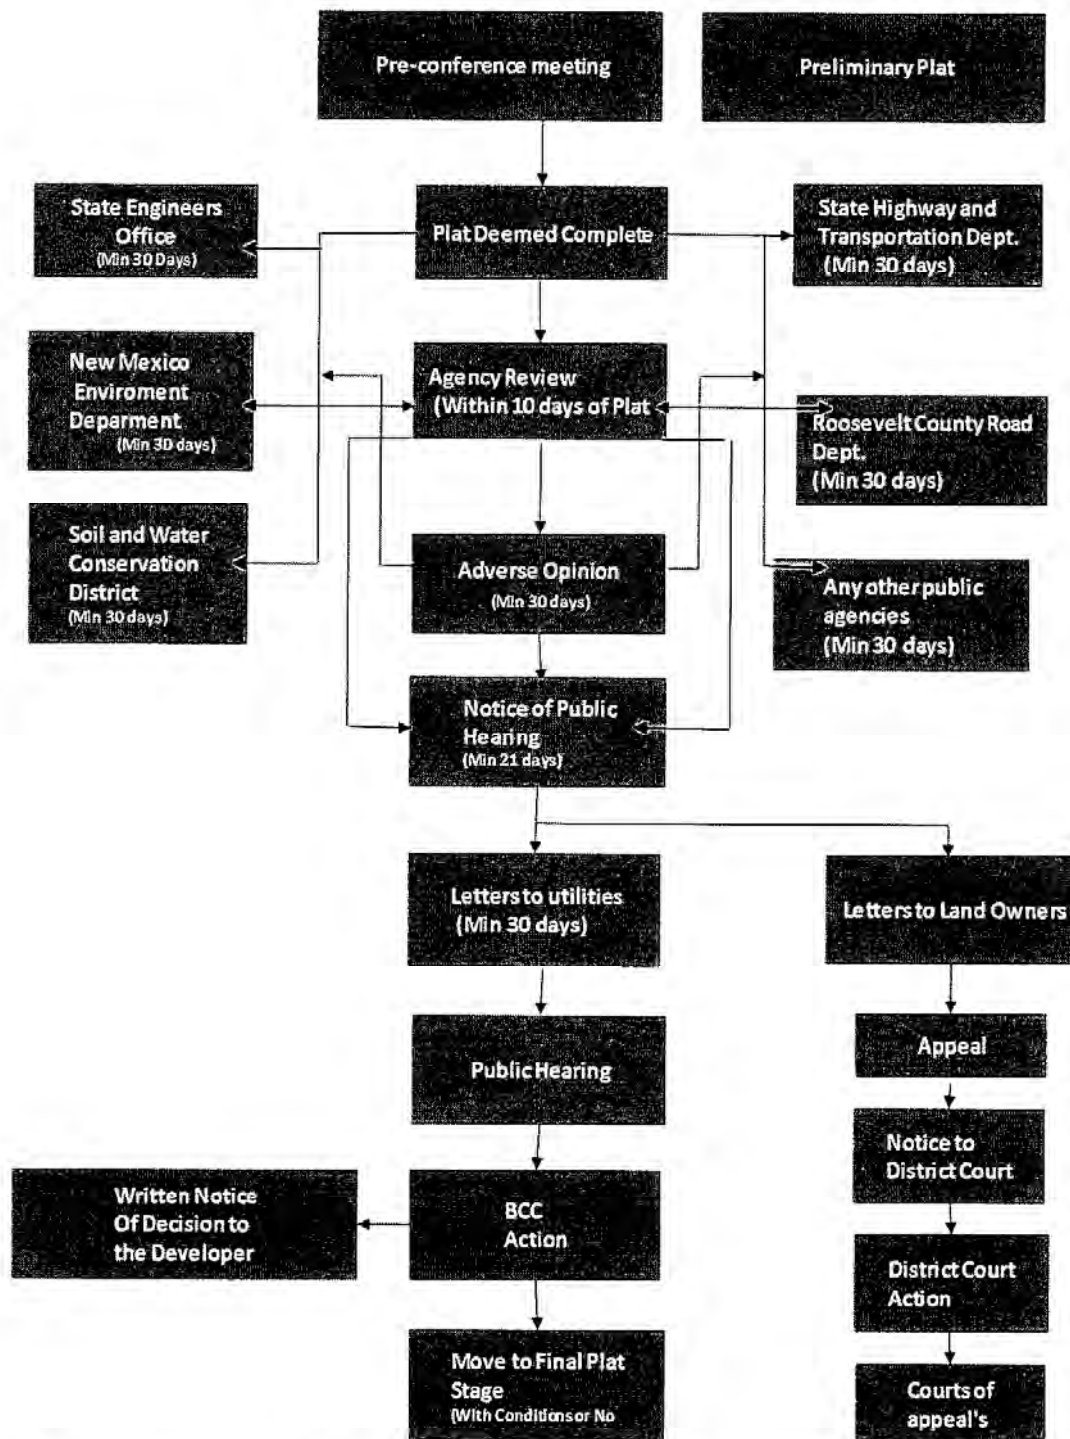 Pre-conference meeting
Preliminary Plat
State Engineers
Office
(Min 30 Days)
Plat Deemed Complete
State Highway and
Transportation Dept.
(Min 30 days)
New Mexico
Enviroment
Deparment
(Min 30 days)
Agency Review
(Within 10 days of Plat
Roosevelt County Road
Dept.
(Min 30 days)
Soil and Water
Conservation
District
(Min 30 days)
Adverse Opinion
(Min 30 days)
Any other public
agencies
(Min 30 days)
Notice of Public
Hearing
(Min 21 days)
Letters to utilities
(Min 30 days)
Letters to Land Owners
Public Hearing
Appeal
Notice to
District Court
Written Notice
Of Decision to
the Developer
BCC
Action
District Court
Action
Move to Final Plat
Stage
(With Conditions or No
Courts of
appeal's